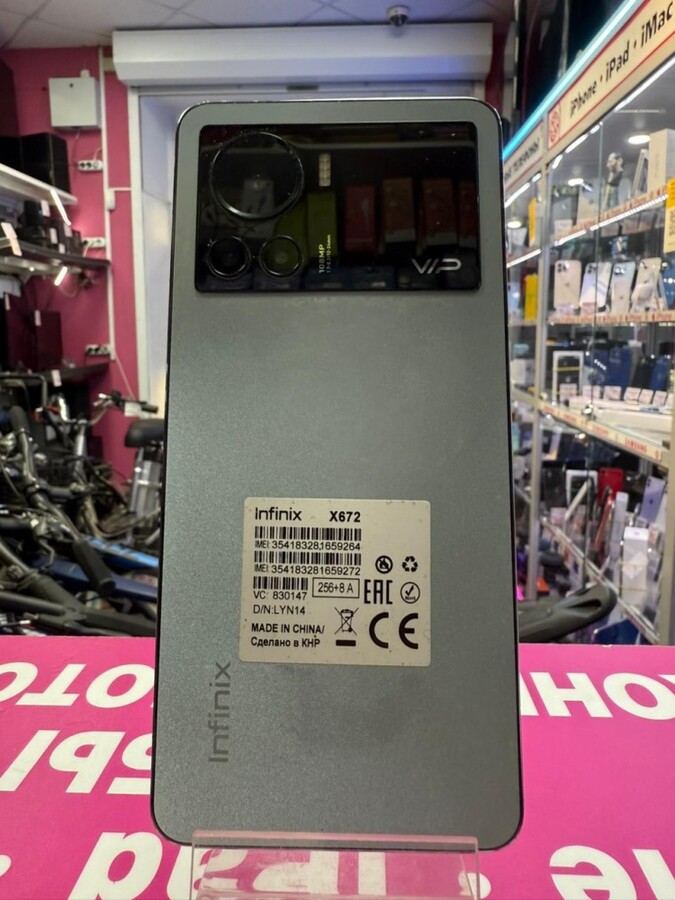 iPhone · iPad · iMac
108MP
VIP
Infinix X672
IMEI 354183281659264
IMEI 354183281659272
VC: 830147 256+8 A
D/N:LYN14
EAC
MADE IN CHINA/
Сделано в КНР
CE
Infinix
SAMSUNG